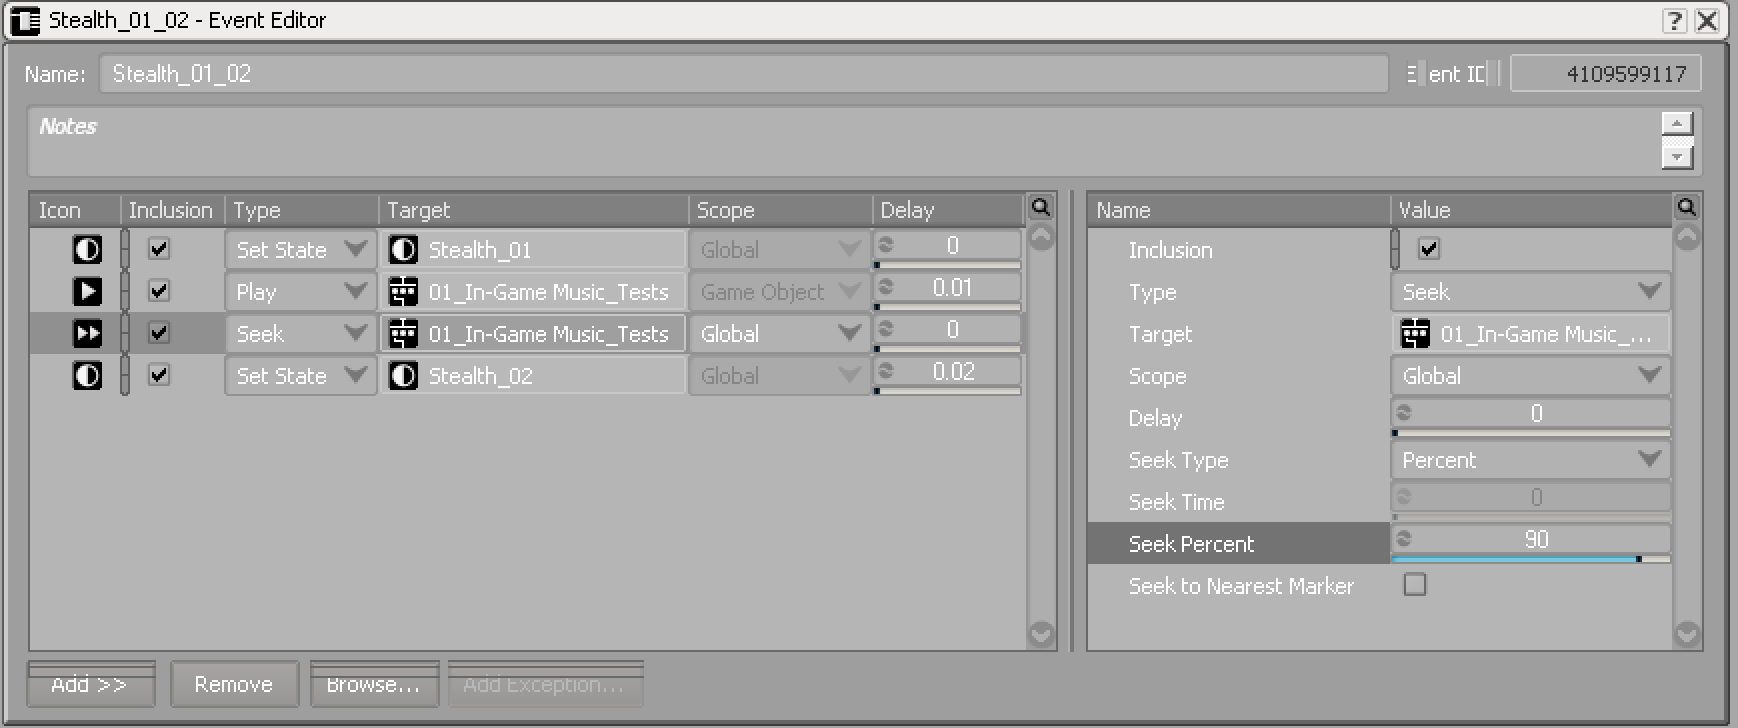 Stealth_01_02 - Event Editor
Name: Stealth_01_02 ent ID 4109599117
Notes
Icon Inclusion Type Target Scope Delay
Set State Stealth_01 Global 0
Play 01_In-Game Music_Tests Game Object 0.01
Seek 01_In-Game Music_Tests Global 0
Set State Stealth_02 Global 0.02
Name Value
Inclusion
Type Seek
Target 01_In-Game Music_...
Scope Global
Delay 0
Seek Type Percent
Seek Time 0
Seek Percent 90
Seek to Nearest Marker
Add >> Remove Browse... Add Exception...